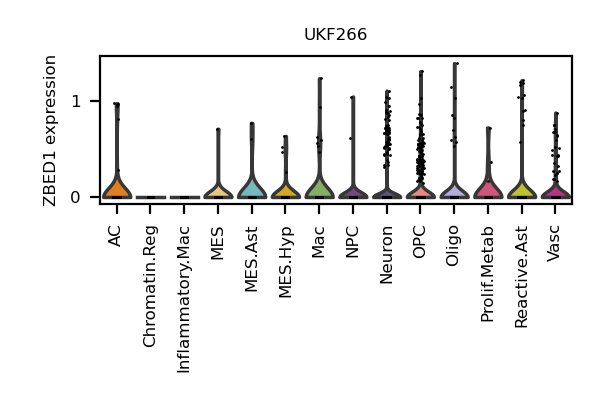 UKF266
ZBED1 expression
1
0
AC
Chromatin.Reg
Inflammatory.Mac
MES
MES.Ast
MES.Hyp
Mac
NPC
Neuron
OPC
Oligo
Prolif.Metab
Reactive.Ast
Vasc